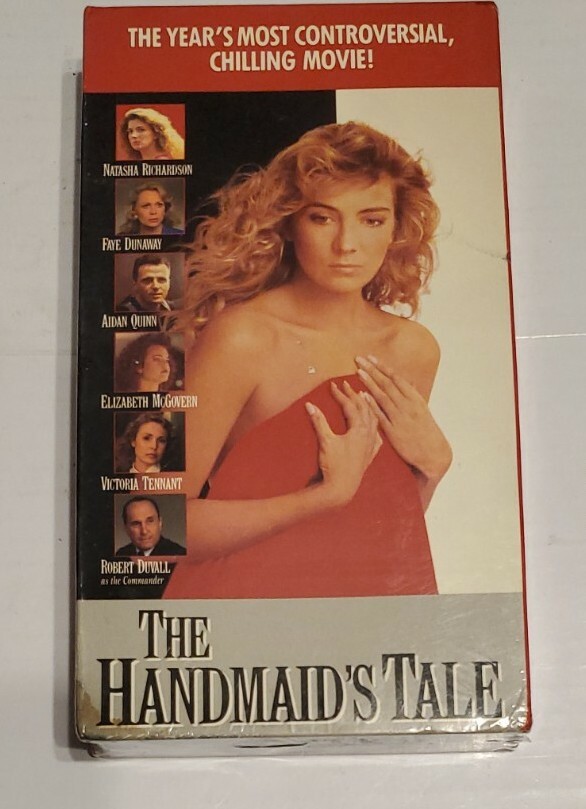 THE YEAR'S MOST CONTROVERSIAL,
CHILLING MOVIE!
NATASHA RICHARDSON
FAYE DUNAWAY
AIDAN QUINN
ELIZABETH MCGOVERN
VICTORIA TENNANT
ROBERT DUVALL
as the Commander
THE
HANDMAID'S TALE